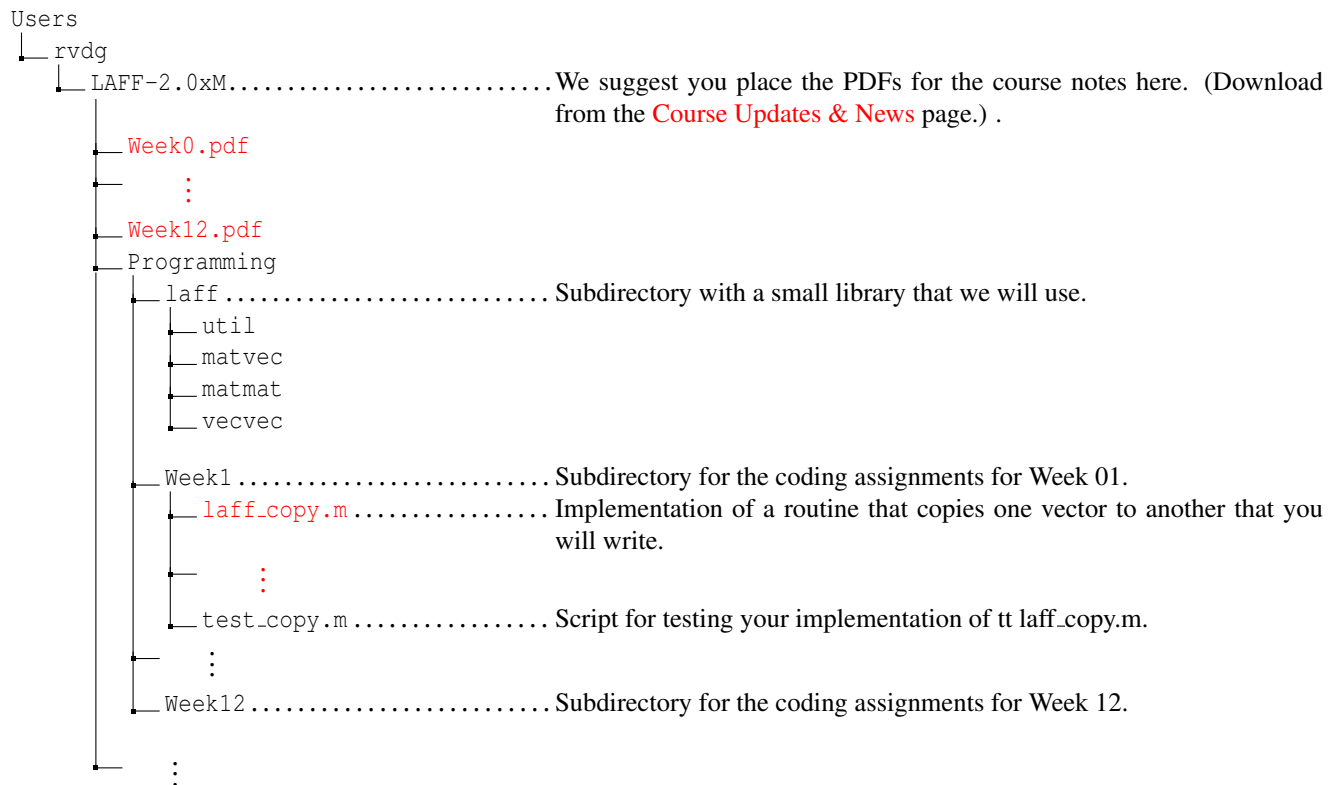 Users
rvdg
LAFF-2.0xM............................We suggest you place the PDFs for the course notes here. (Download
from the Course Updates & News page.) .
Week0.pdf
⋮
Week12.pdf
Programming
laff............................Subdirectory with a small library that we will use.
util
matvec
matmat
vecvec
Week1...........................Subdirectory for the coding assignments for Week 01.
laff_copy.m.................Implementation of a routine that copies one vector to another that you
will write.
⋮
test_copy.m.................Script for testing your implementation of tt laff_copy.m.
⋮
Week12..........................Subdirectory for the coding assignments for Week 12.
⋮